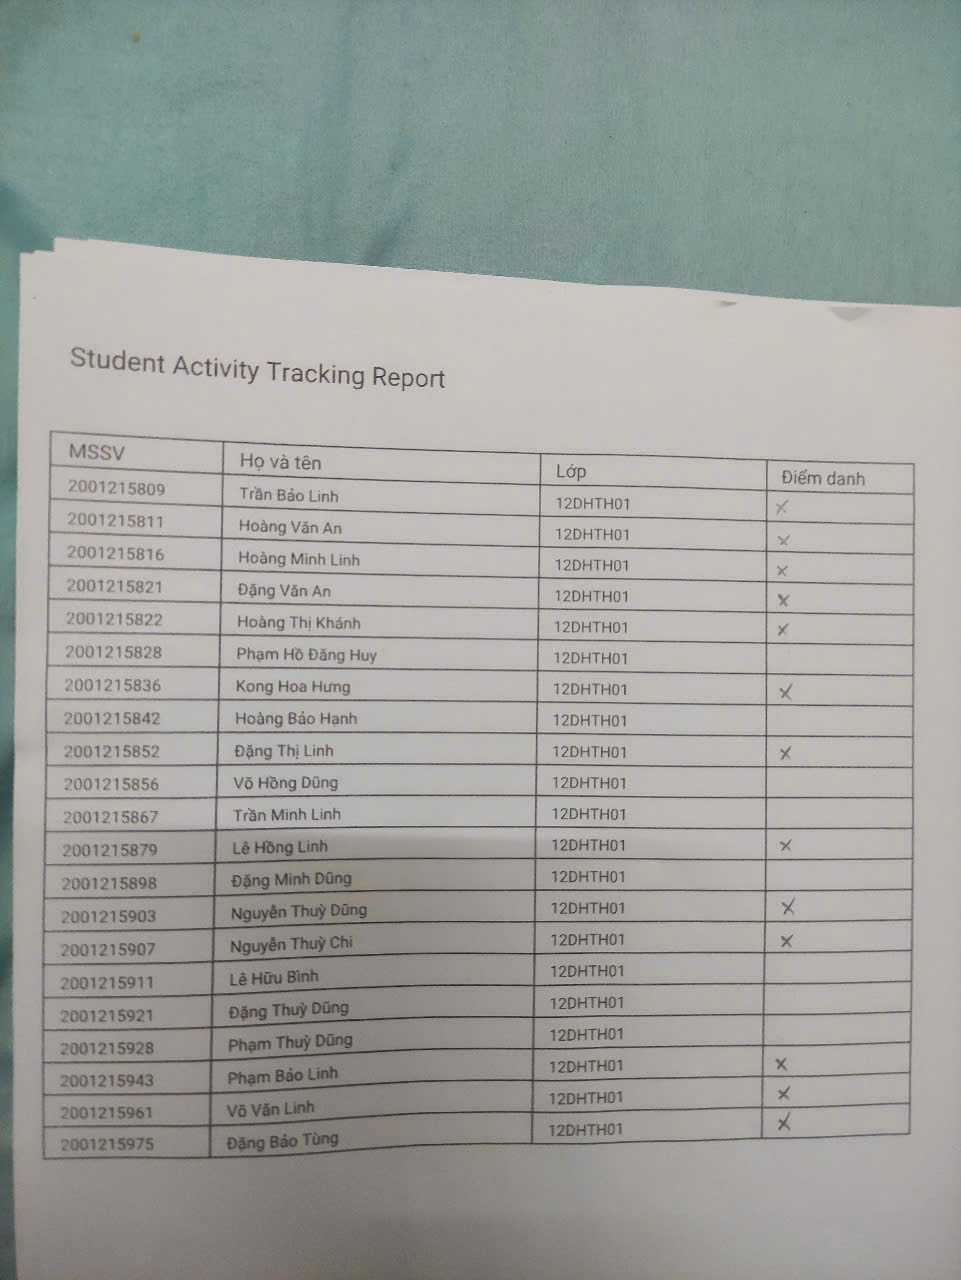 Student Activity Tracking Report
MSSV Họ và tên Lớp Điểm danh
2001215809 Trần Bảo Linh 12DHTH01 x
2001215811 Hoàng Văn An 12DHTH01 x
2001215816 Hoàng Minh Linh 12DHTH01 x
2001215821 Đặng Văn An 12DHTH01 x
2001215822 Hoàng Thị Khánh 12DHTH01 x
2001215828 Phạm Hồ Đăng Huy 12DHTH01
2001215836 Kong Hoa Hưng 12DHTH01 x
2001215842 Hoàng Bảo Hạnh 12DHTH01
2001215852 Đặng Thị Linh 12DHTH01 x
2001215856 Võ Hồng Dũng 12DHTH01
2001215867 Trần Minh Linh 12DHTH01
2001215879 Lê Hồng Linh 12DHTH01 x
2001215898 Đặng Minh Dũng 12DHTH01
2001215903 Nguyễn Thuỳ Dũng 12DHTH01 x
2001215907 Nguyễn Thuỳ Chi 12DHTH01 x
2001215911 Lê Hữu Bình 12DHTH01
2001215921 Đặng Thuỳ Dũng 12DHTH01
2001215928 Phạm Thuỳ Dũng 12DHTH01
2001215943 Phạm Bảo Linh 12DHTH01 x
2001215961 Võ Văn Linh 12DHTH01 x
2001215975 Đặng Bảo Tùng 12DHTH01 x